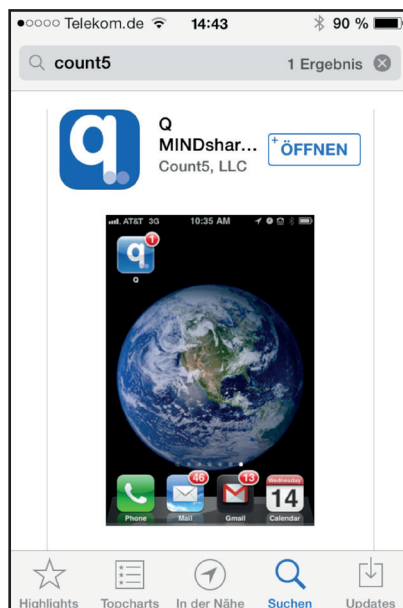 Telekom.de 14:43 90 %
count5 1 Ergebnis
q
Q
MINDshar...
Count5, LLC
+ ÖFFNEN
AT&T 3G 10:35 AM
q
1
Q
46
13
Wednesday
14
Phone Mail Gmail Calendar
Highlights Topcharts In der Nähe Suchen Updates